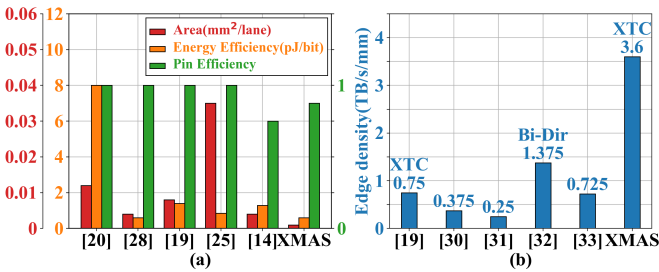 0.06 12
0.05 10
0.04 8
0.03 6
0.02 4
0.01 2
0 0
Area(mm²/lane)
Energy Efficiency(pJ/bit)
Pin Efficiency
1
0
[20] [28] [19] [25] [14] XMAS
(a)
Edge density(TB/s/mm)
4
3
2
1
0
XTC
0.75
0.375
0.25
Bi-Dir
1.375
0.725
XTC
3.6
[19] [30] [31] [32] [33] XMAS
(b)